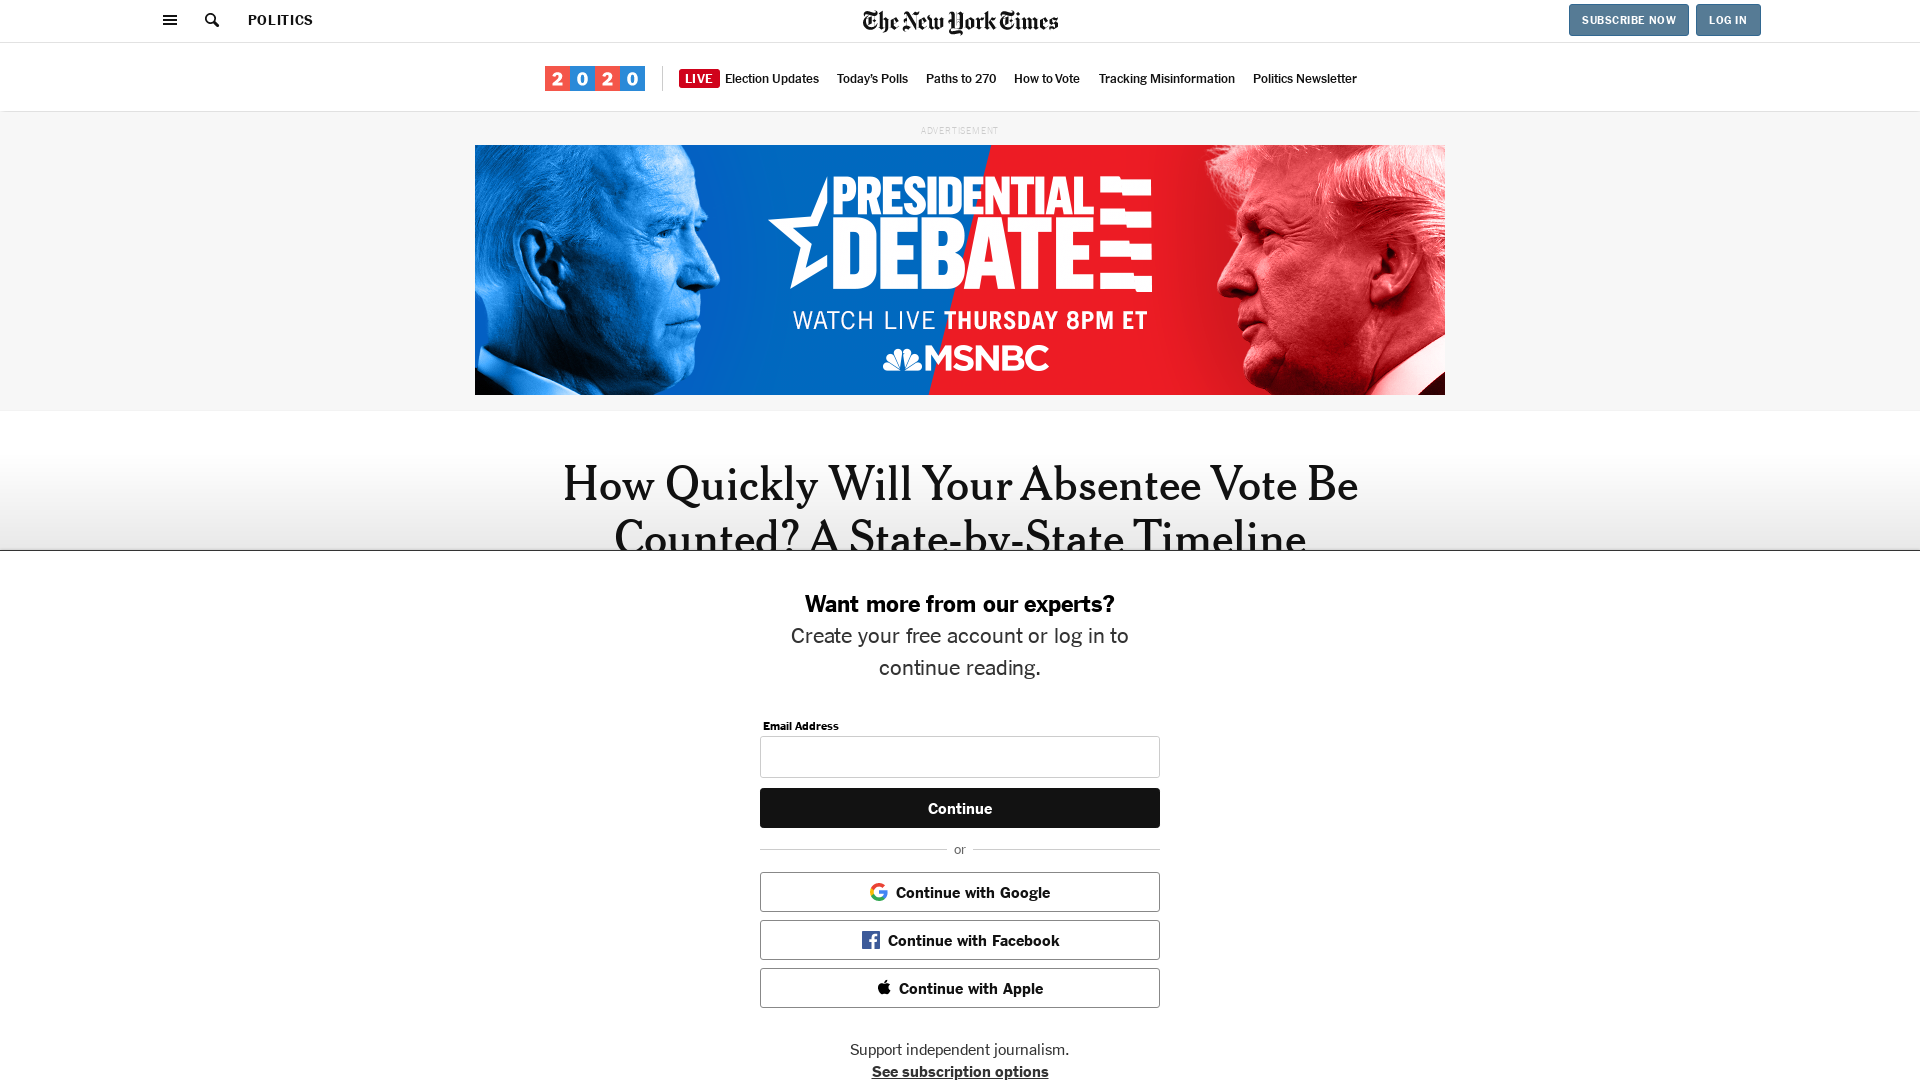 POLITICS
The New York Times
SUBSCRIBE NOW
LOG IN
2020
LIVE Election Updates
Today's Polls
Paths to 270
How to Vote
Tracking Misinformation
Politics Newsletter
ADVERTISEMENT
PRESIDENTIAL
DEBATE
WATCH LIVE THURSDAY 8PM ET
MSNBC
How Quickly Will Your Absentee Vote Be
Counted? A State-by-State Timeline
Want more from our experts?
Create your free account or log in to
continue reading.
Email Address
Continue
or
Continue with Google
Continue with Facebook
Continue with Apple
Support independent journalism.
See subscription options